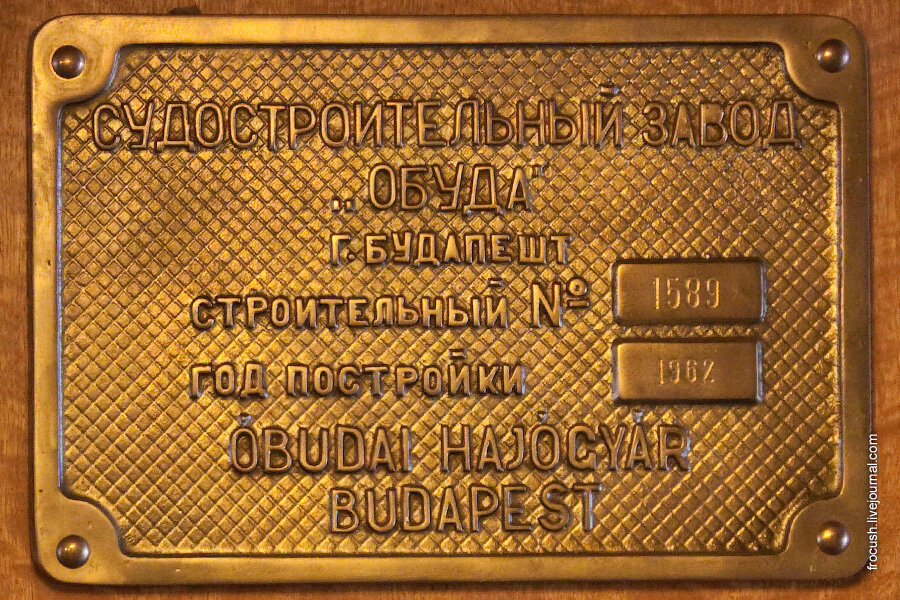 СУДОСТРОИТЕЛЬНЫЙ ЗАВОД
„ОБУДА"
Г. БУДАПЕШТ
СТРОИТЕЛЬНЫЙ № 1589
ГОД ПОСТРОЙКИ 1962
ÓBUDAI HAJÓGYÁR
BUDAPEST
frocush.livejournal.com